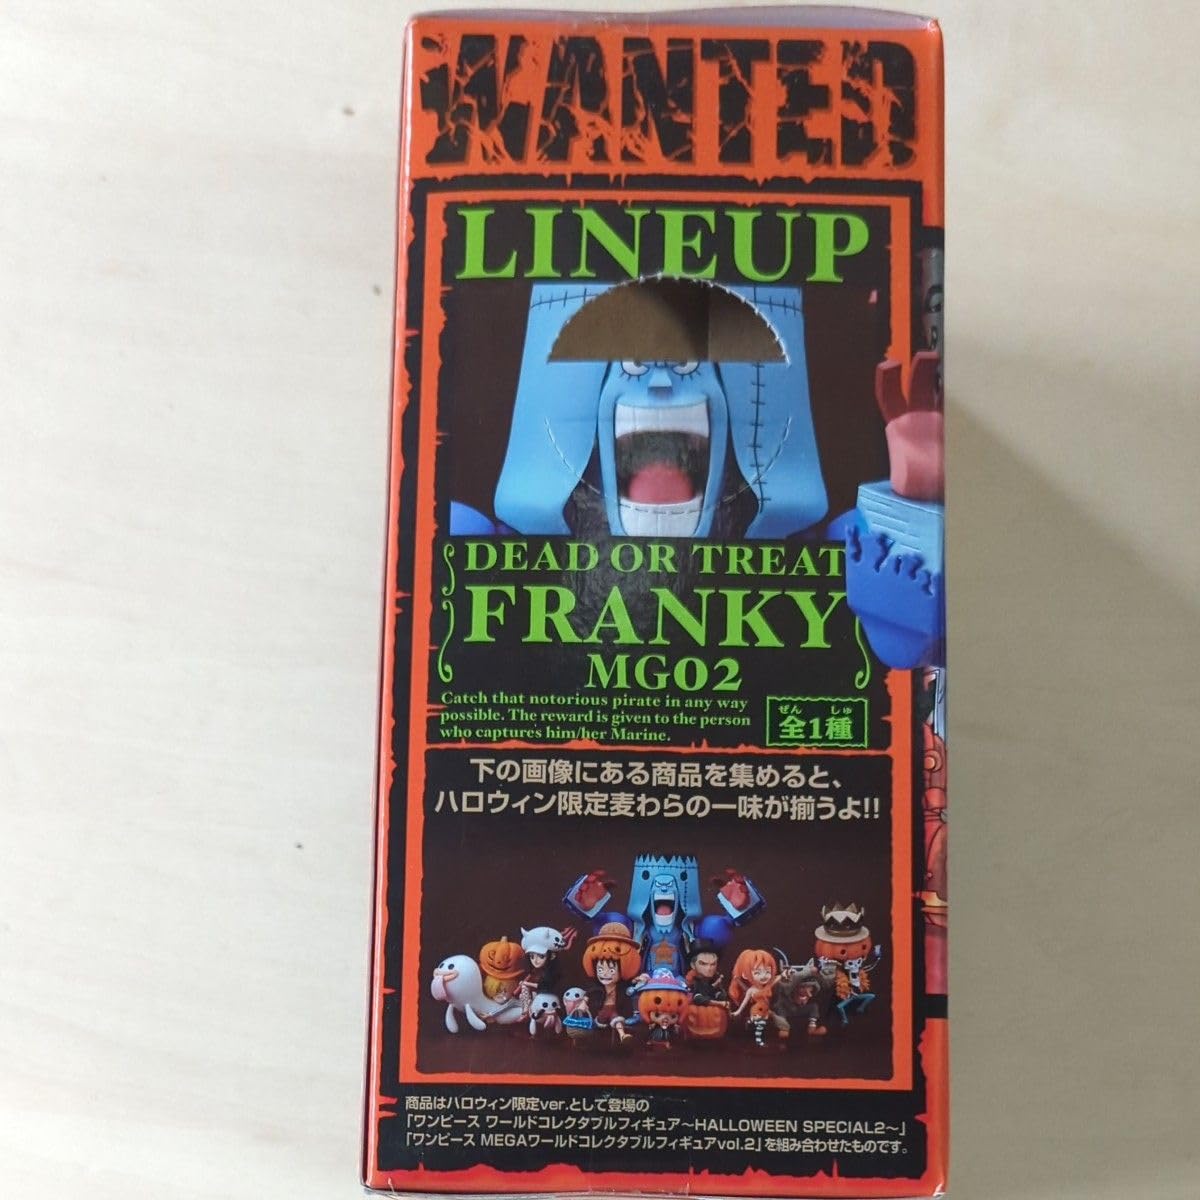 WANTED
LINEUP
DEAD OR TREAT
FRANKY
MG02
Catch that notorious pirate in any way
possible. The reward is given to the person
who captures him/her Marine.
ぜん しゅ
全1種
下の画像にある商品を集めると、
ハロウィン限定麦わらの一味が揃うよ!!
商品はハロウィン限定ver.として登場の
「ワンピース ワールドコレクタブルフィギュア～HALLOWEEN SPECIAL2～」
「ワンピース MEGAワールドコレクタブルフィギュアvol.2」を組み合わせたものです。